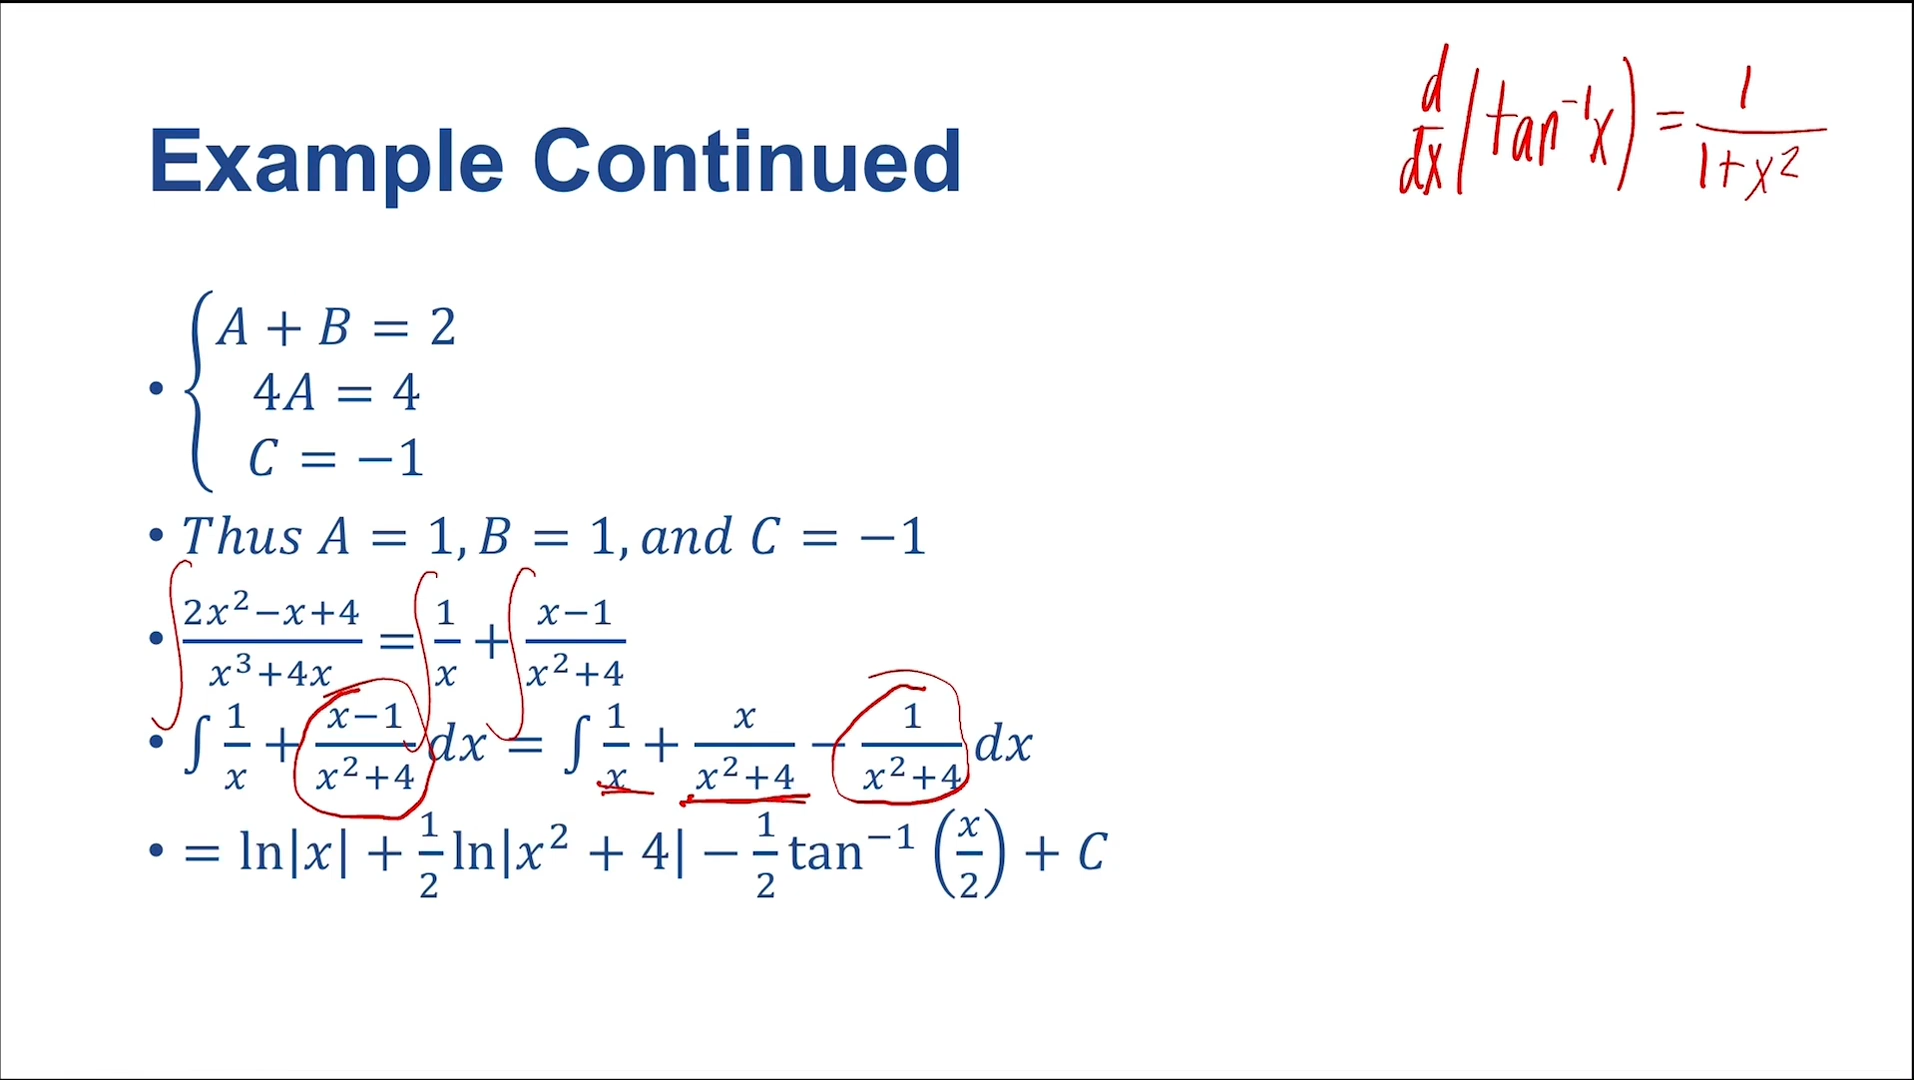 Example Continued
d/dx (tan⁻¹x) = 1/(1+x²)
• { A + B = 2
4A = 4
C = −1
• Thus A = 1, B = 1, and C = −1
• ∫ (2x²−x+4)/(x³+4x) = ∫ 1/x + ∫ (x−1)/(x²+4)
• ∫ 1/x + (x−1)/(x²+4) dx = ∫ 1/x + x/(x²+4) − 1/(x²+4) dx
• = ln|x| + 1/2 ln|x² + 4| − 1/2 tan⁻¹(x/2) + C